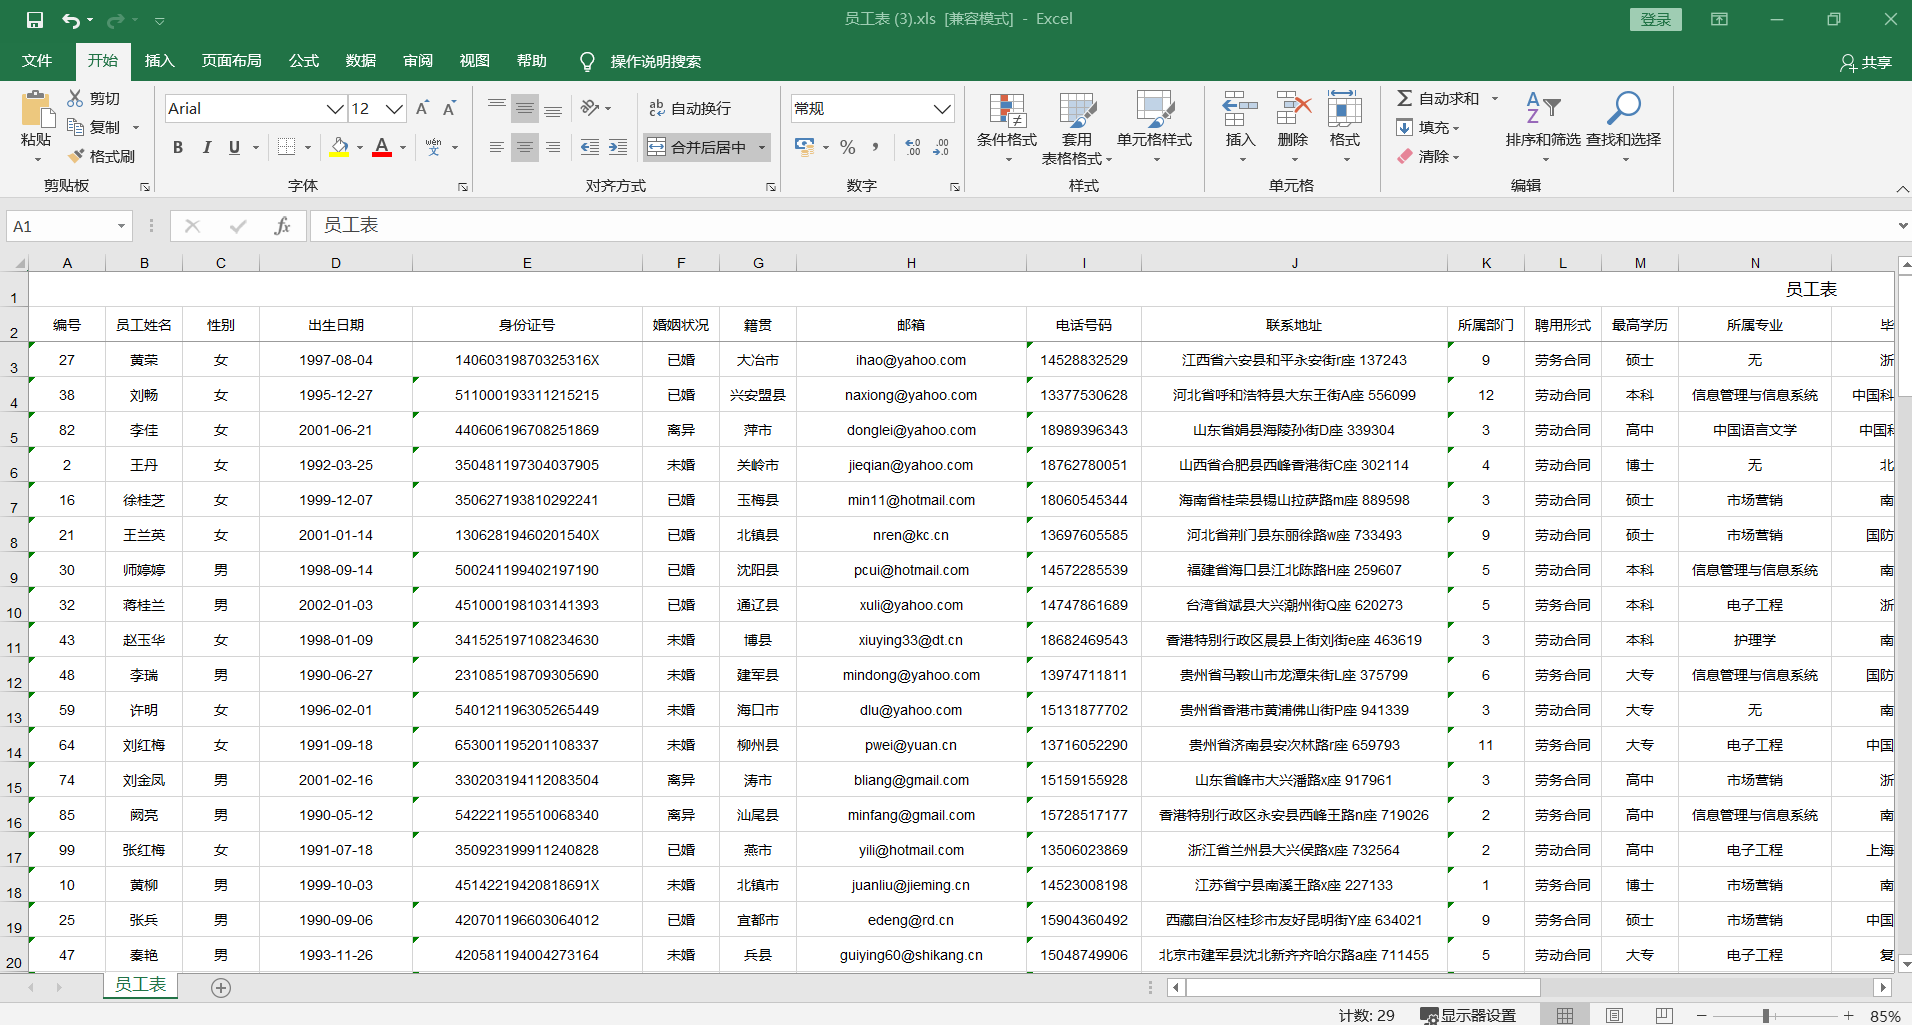 员工表 (3).xls [兼容模式] - Excel
登录
文件 开始 插入 页面布局 公式 数据 审阅 视图 帮助 操作说明搜索 共享
粘贴
剪切
复制
格式刷
剪贴板
Arial 12
B I U A wén 文
字体
ab 自动换行
合并后居中
对齐方式
常规
%
数字
条件格式
套用
表格格式
单元格样式
样式
插入
删除
格式
单元格
自动求和
填充
清除
排序和筛选
查找和选择
编辑
A1 fx 员工表
A B C D E F G H I J K L M N
1 员工表
2 编号 员工姓名 性别 出生日期 身份证号 婚姻状况 籍贯 邮箱 电话号码 联系地址 所属部门 聘用形式 最高学历 所属专业 毕
3 27 黄荣 女 1997-08-04 14060319870325316X 已婚 大冶市 ihao@yahoo.com 14528832529 江西省六安县和平永安街r座 137243 9 劳务合同 硕士 无 浙
4 38 刘畅 女 1995-12-27 511000193311215215 已婚 兴安盟县 naxiong@yahoo.com 13377530628 河北省呼和浩特县大东王街A座 556099 12 劳动合同 本科 信息管理与信息系统 中国科
5 82 李佳 女 2001-06-21 440606196708251869 离异 萍市 donglei@yahoo.com 18989396343 山东省娟县海陵孙街D座 339304 3 劳动合同 高中 中国语言文学 中国科
6 2 王丹 女 1992-03-25 350481197304037905 未婚 关岭市 jieqian@yahoo.com 18762780051 山西省合肥县西峰香港街C座 302114 4 劳动合同 博士 无 北
7 16 徐桂芝 女 1999-12-07 350627193810292241 已婚 玉梅县 min11@hotmail.com 18060545344 海南省桂荣县锡山拉萨路m座 889598 3 劳动合同 硕士 市场营销 南
8 21 王兰英 女 2001-01-14 13062819460201540X 已婚 北镇县 nren@kc.cn 13697605585 河北省荆门县东丽徐路w座 733493 9 劳动合同 硕士 市场营销 国防
9 30 师婷婷 男 1998-09-14 500241199402197190 已婚 沈阳县 pcui@hotmail.com 14572285539 福建省海口县江北陈路H座 259607 5 劳动合同 本科 信息管理与信息系统 南
10 32 蒋桂兰 男 2002-01-03 451000198103141393 已婚 通辽县 xuli@yahoo.com 14747861689 台湾省斌县大兴潮州街Q座 620273 5 劳务合同 本科 电子工程 浙
11 43 赵玉华 女 1998-01-09 341525197108234630 未婚 博县 xiuying33@dt.cn 18682469543 香港特别行政区晨县上街刘街e座 463619 3 劳动合同 本科 护理学 南
12 48 李瑞 男 1990-06-27 231085198709305690 未婚 建军县 mindong@yahoo.com 13974711811 贵州省马鞍山市龙潭朱街L座 375799 6 劳务合同 大专 信息管理与信息系统 国防
13 59 许明 女 1996-02-01 540121196305265449 未婚 海口市 dlu@yahoo.com 15131877702 贵州省香港市黄浦佛山街P座 941339 3 劳动合同 大专 无 南
14 64 刘红梅 女 1991-09-18 653001195201108337 未婚 柳州县 pwei@yuan.cn 13716052290 贵州省济南县安次林路r座 659793 11 劳务合同 大专 电子工程 中国
15 74 刘金凤 男 2001-02-16 330203194112083504 离异 涛市 bliang@gmail.com 15159155928 山东省峰市大兴潘路x座 917961 3 劳务合同 高中 市场营销 浙
16 85 阙亮 男 1990-05-12 542221195510068340 离异 汕尾县 minfang@gmail.com 15728517177 香港特别行政区永安县西峰王路n座 719026 2 劳务合同 高中 信息管理与信息系统 南
17 99 张红梅 女 1991-07-18 350923199911240828 已婚 燕市 yili@hotmail.com 13506023869 浙江省兰州县大兴侯路x座 732564 2 劳动合同 高中 电子工程 上海
18 10 黄柳 男 1999-10-03 45142219420818691X 未婚 北镇市 juanliu@jieming.cn 14523008198 江苏省宁县南溪王路x座 227133 1 劳务合同 博士 市场营销 南
19 25 张兵 男 1990-09-06 420701196603064012 已婚 宜都市 edeng@rd.cn 15904360492 西藏自治区桂珍市友好昆明街Y座 634021 9 劳务合同 硕士 市场营销 中国
20 47 秦艳 男 1993-11-26 420581194004273164 未婚 兵县 guiying60@shikang.cn 15048749906 北京市建军县沈北新齐齐哈尔路a座 711455 5 劳动合同 大专 电子工程 复
员工表
计数: 29 显示器设置 85%